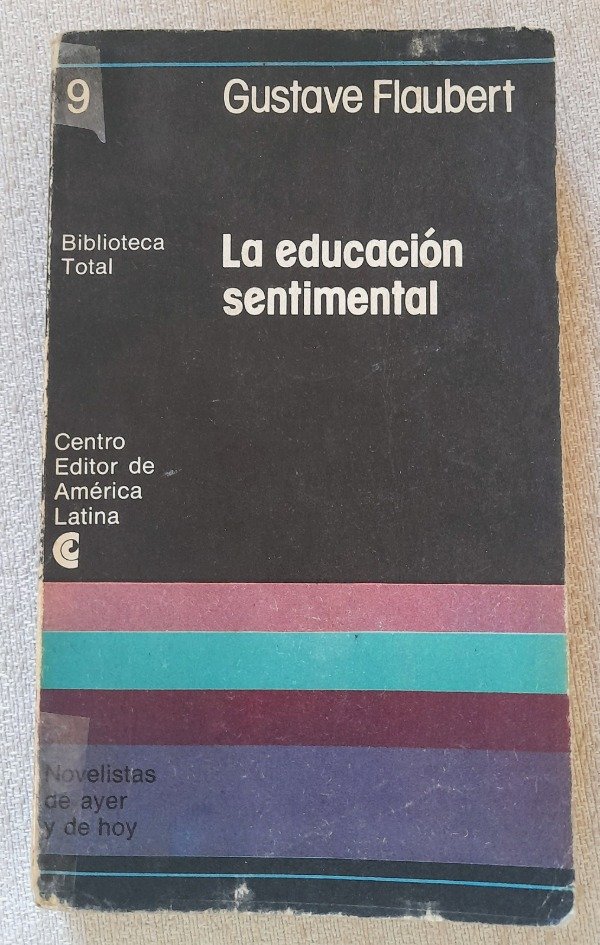 9
Gustave Flaubert
Biblioteca
Total
La educación
sentimental
Centro
Editor de
América
Latina
Novelistas
de ayer
y de hoy